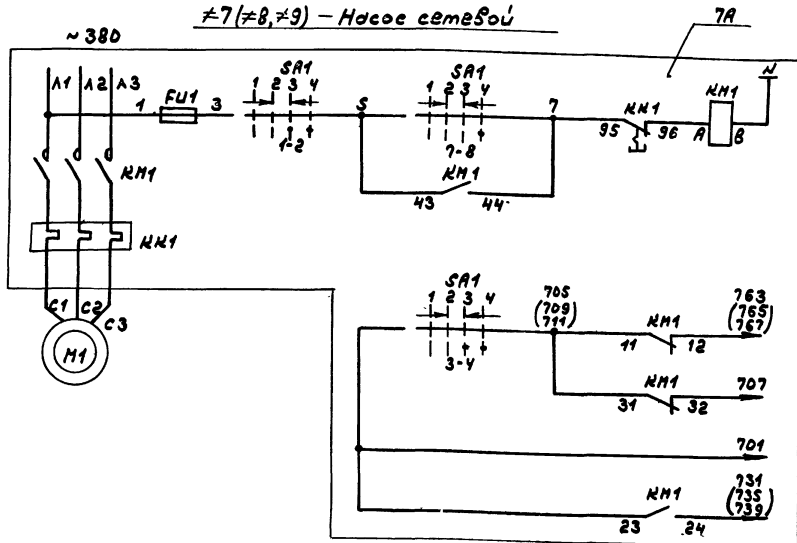 ≠7(≠8,≠9) – Насос сетевой
7А
~380
Л1 Л2 Л3
1 FU1 3
SA1
1 2 3 4
1-2
5
SA1
1 2 3 4
7-8
7
95 КК1 96
КМ1
А В
N
КМ1
43 44
КМ1
КК1
С1 С2 С3
М1
SA1
1 2 3 4
3-4
705
(709
711)
11 КМ1 12
763
(765
767)
31 КМ1 32
707
701
23 КМ1 24
731
(735
739)